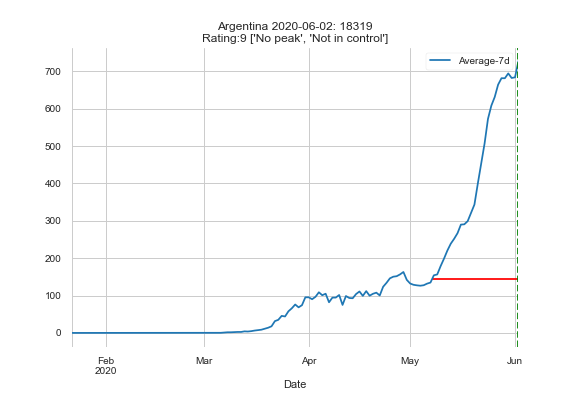 Argentina 2020-06-02: 18319
Rating:9 ['No peak', 'Not in control']
Average-7d
700
600
500
400
300
200
100
0
Feb Mar Apr May Jun
2020
Date